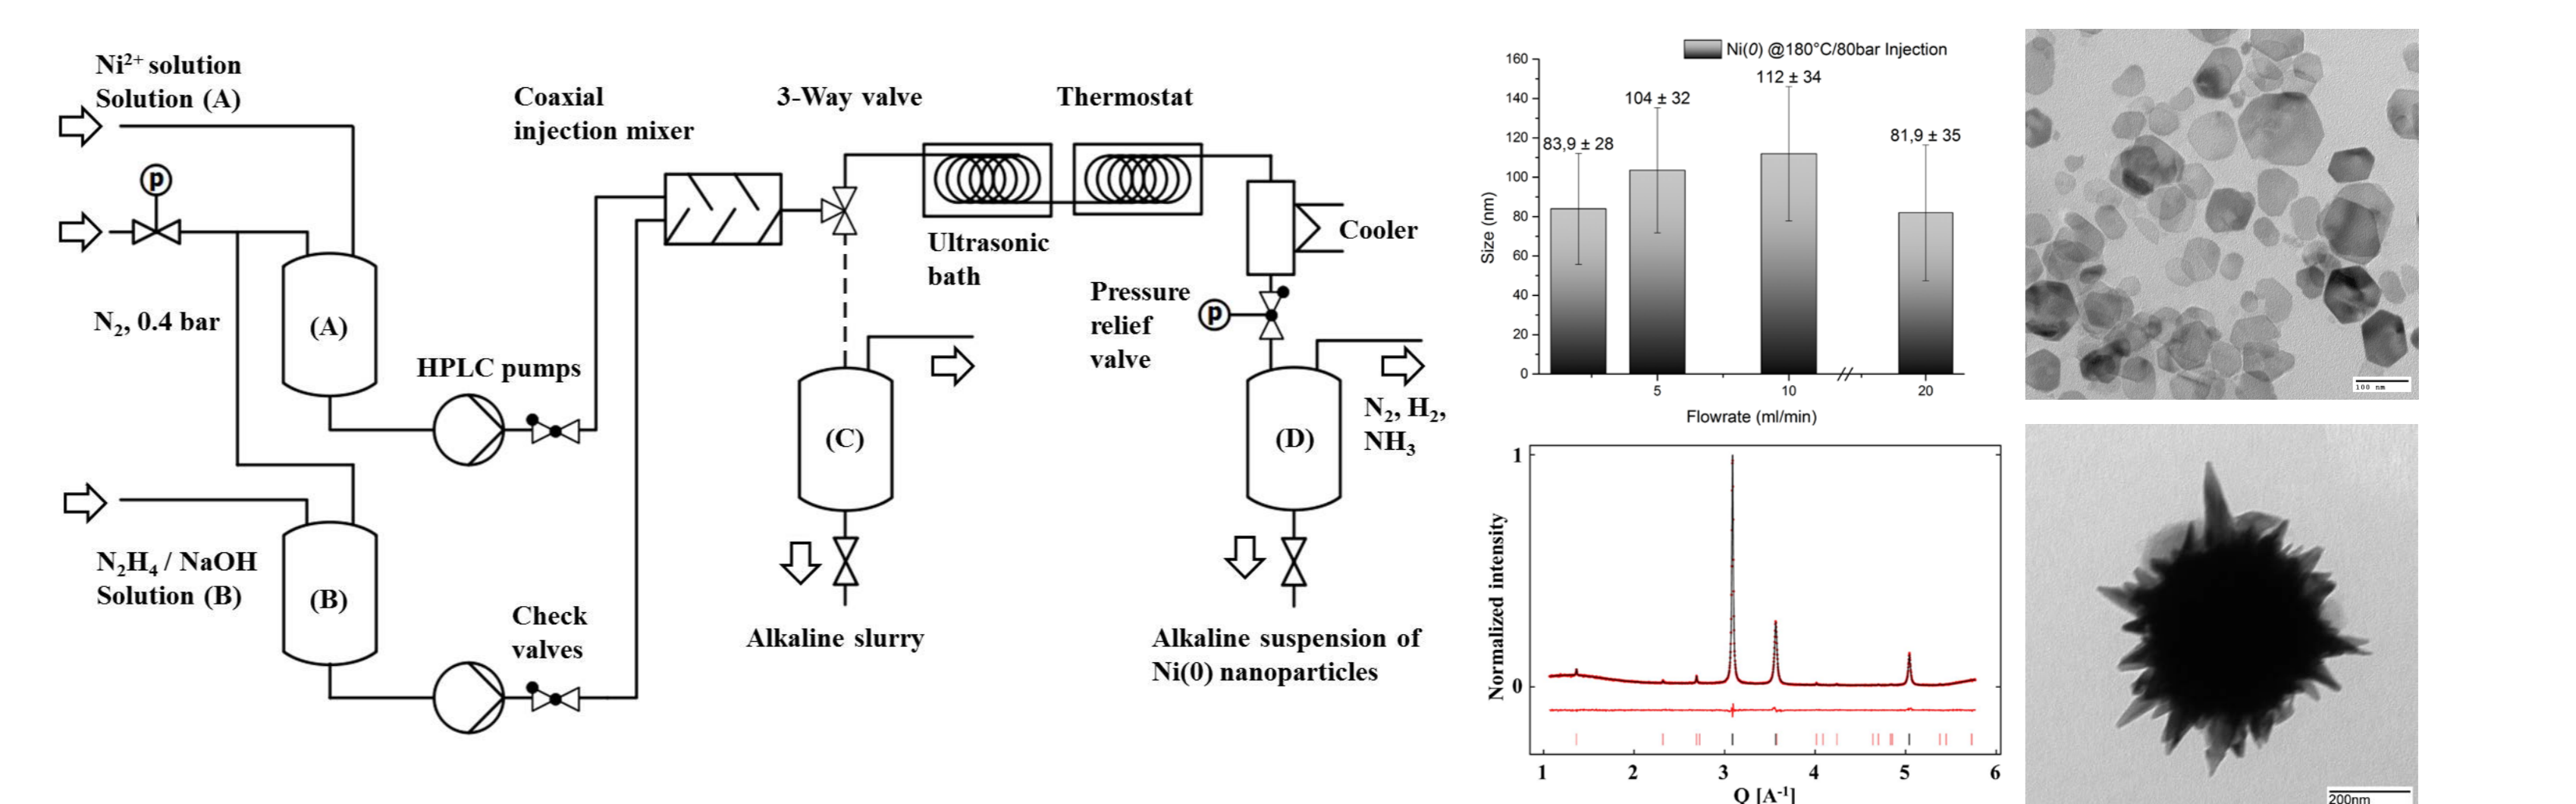 Ni²⁺ solution
Solution (A)
p
N₂, 0.4 bar
(A)
HPLC pumps
N₂H₄ / NaOH
Solution (B)
(B)
Check
valves
Coaxial
injection mixer
3-Way valve
Thermostat
Ultrasonic
bath
Cooler
Pressure
relief
valve
p
(C)
(D)
N₂, H₂,
NH₃
Alkaline slurry
Alkaline suspension of
Ni(0) nanoparticles
Ni(0) @180°C/80bar Injection
160
140
120
100
80
60
40
20
0
Size (nm)
83,9 ± 28
104 ± 32
112 ± 34
81,9 ± 35
5
10
20
Flowrate (ml/min)
100 nm
Normalized intensity
1
0
1
2
3
4
5
6
Q [A⁻¹]
200nm